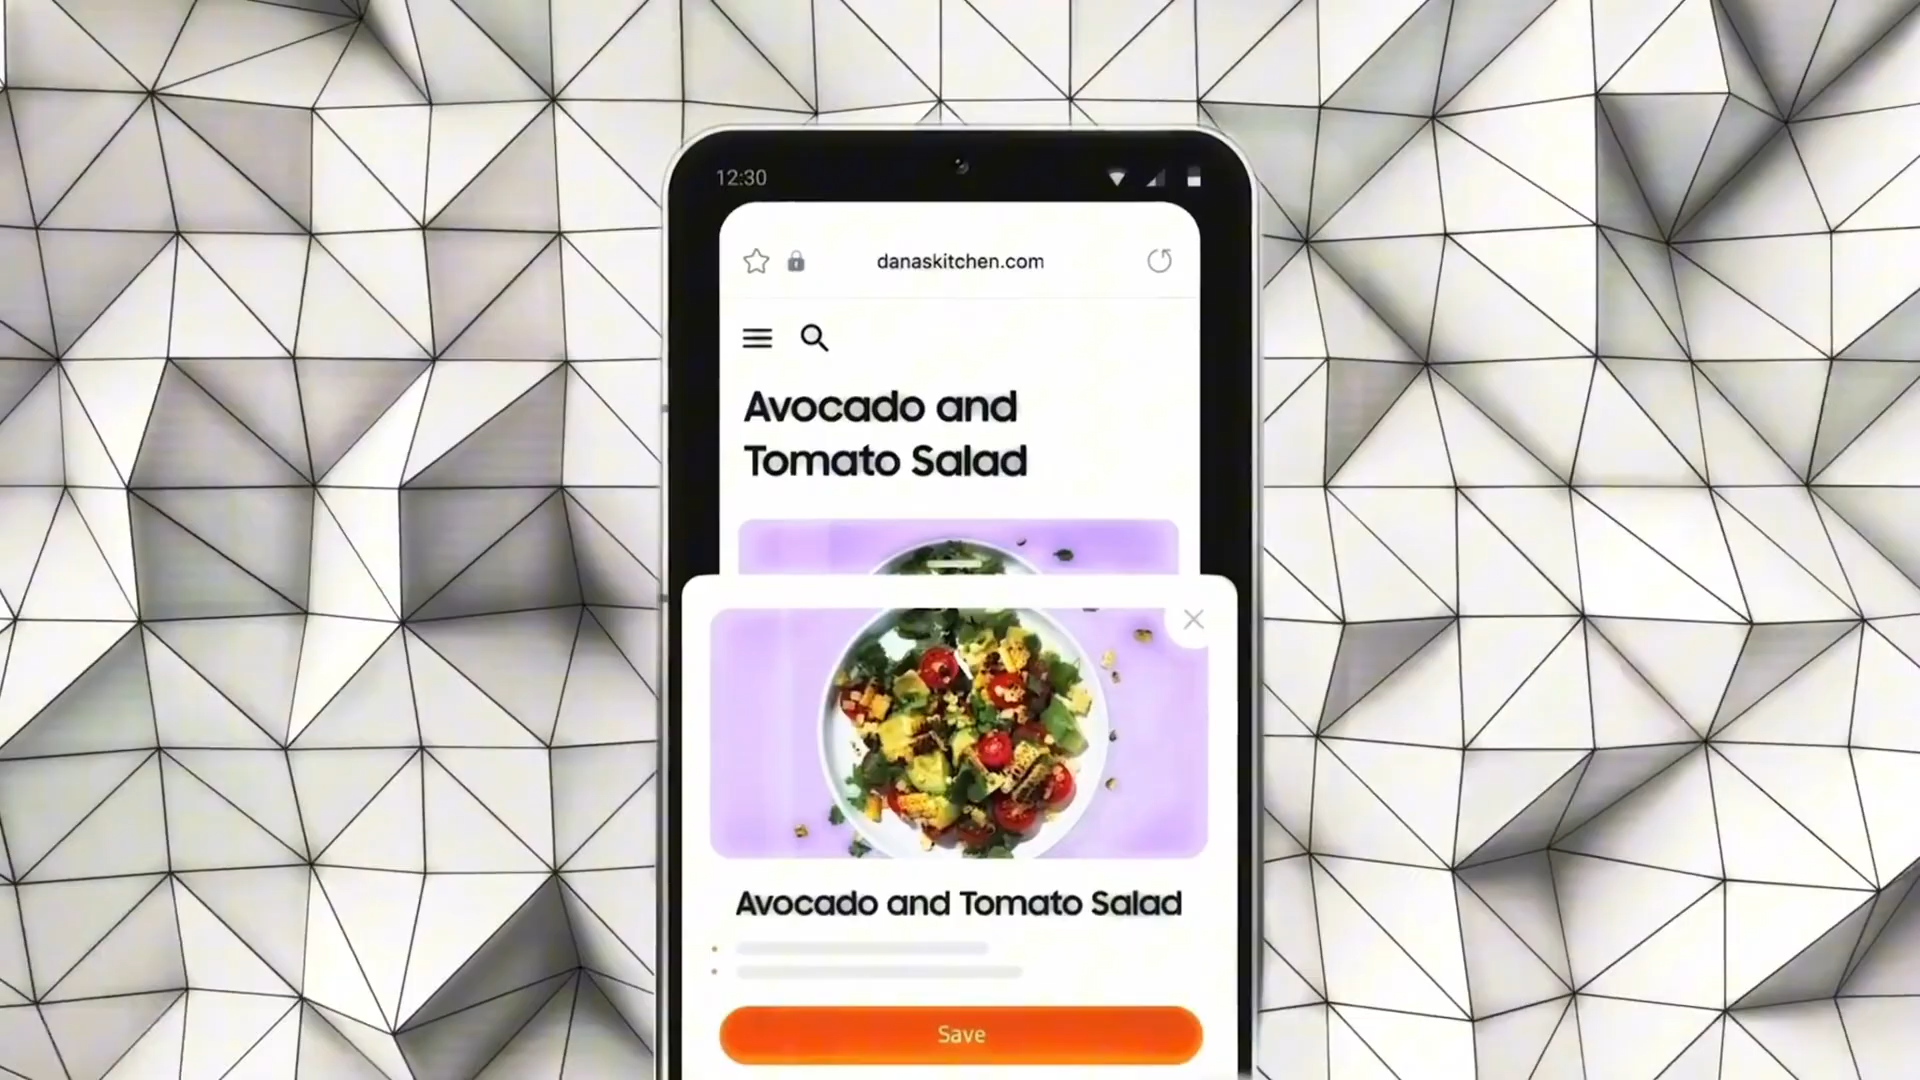 12:30
danaskitchen.com
Avocado and
Tomato Salad
Avocado and Tomato Salad
Save